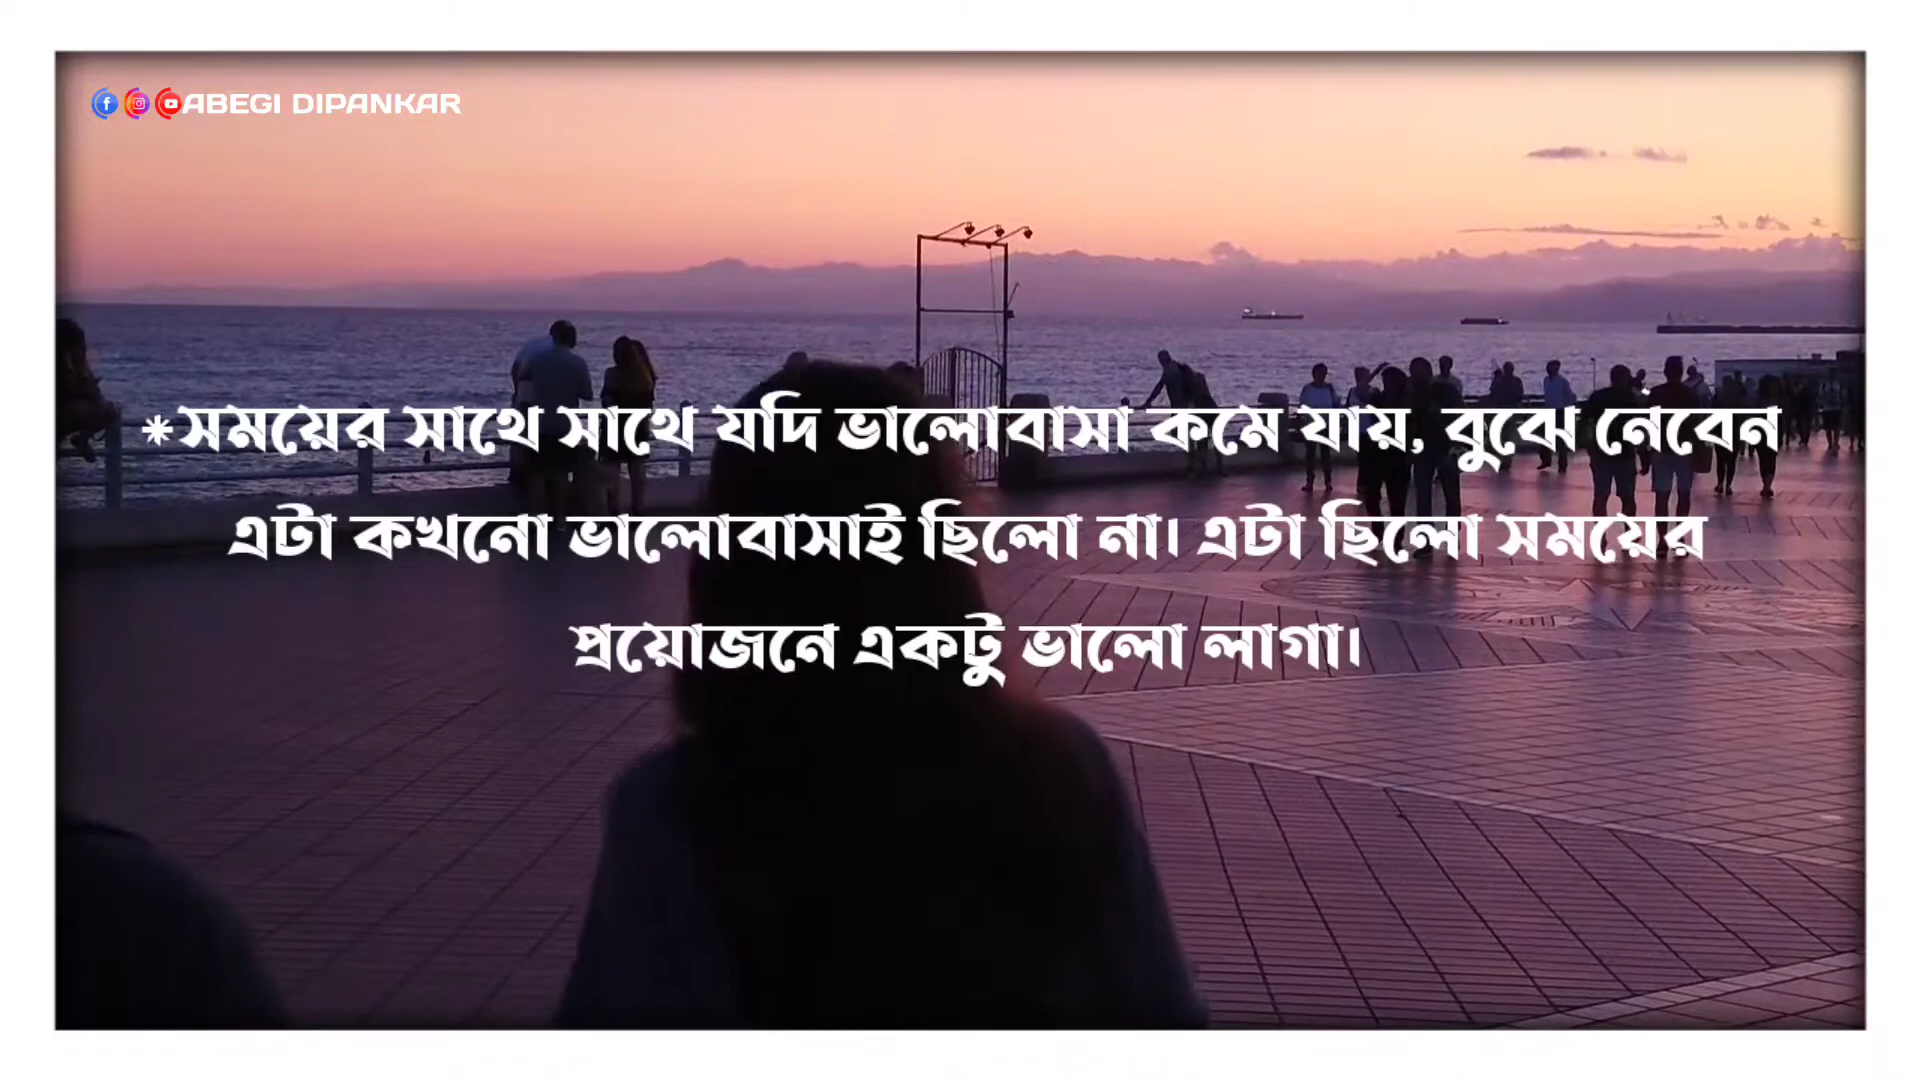 ABEGI DIPANKAR
*সময়ের সাথে সাথে যদি ভালোবাসা কমে যায়, বুঝে নেবেন
এটা কখনো ভালোবাসাই ছিলো না। এটা ছিলো সময়ের
প্রয়োজনে একটু ভালো লাগা।